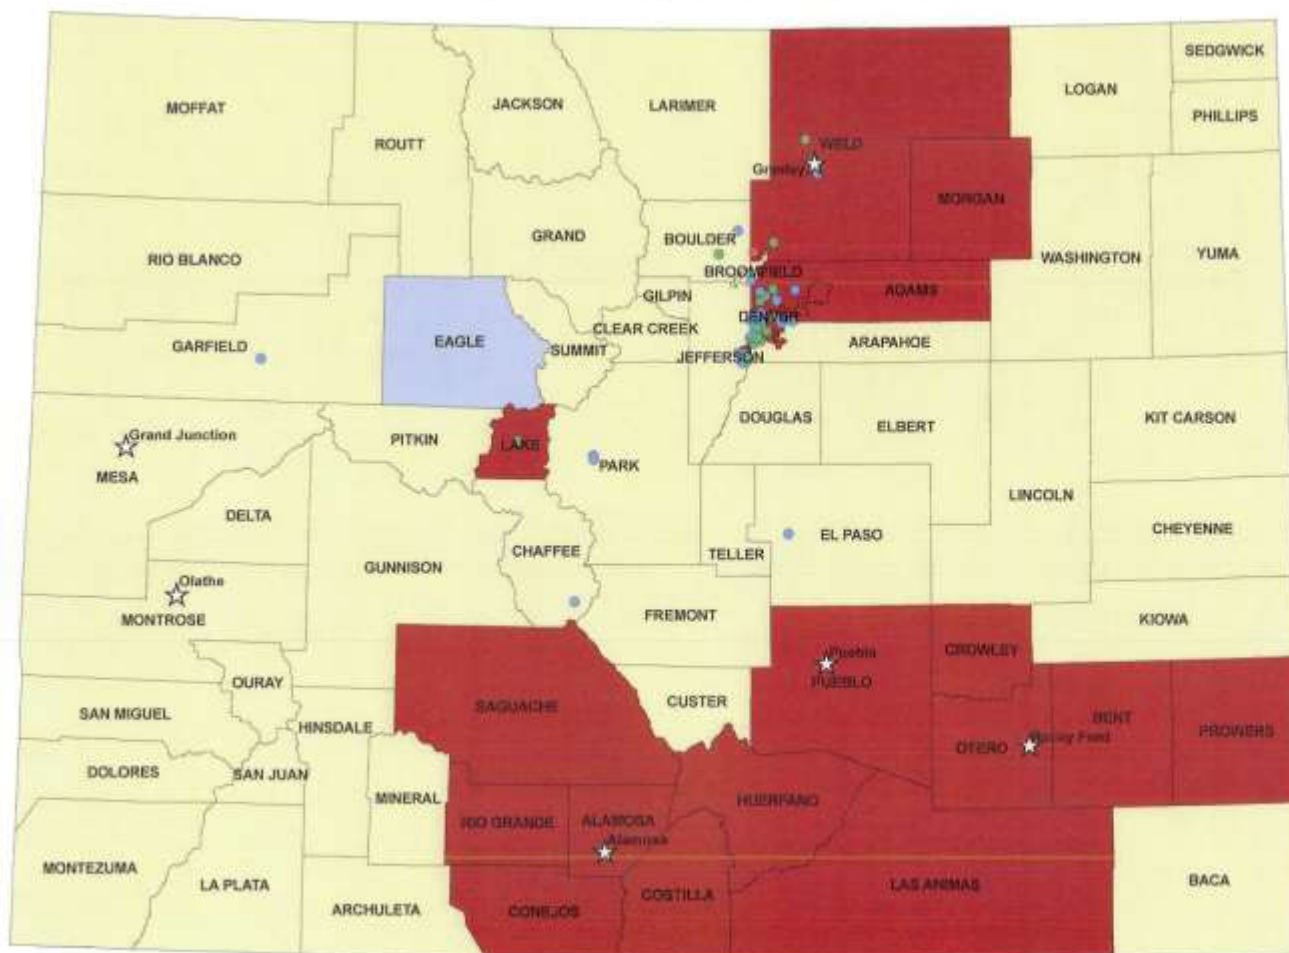 SEDGWICK
LOGAN
MOFFAT
JACKSON
LARIMER
PHILLIPS
ROUTT
WELD
Greeley
MORGAN
GRAND
BOULDER
RIO BLANCO
WASHINGTON
YUMA
BROOMFIELD
GILPIN
ADAMS
DENVER
CLEAR CREEK
EAGLE
GARFIELD
SUMMIT
ARAPAHOE
JEFFERSON
DOUGLAS
KIT CARSON
ELBERT
Grand Junction
PITKIN
LAKE
PARK
MESA
LINCOLN
DELTA
CHEYENNE
EL PASO
CHAFFEE
TELLER
GUNNISON
Olathe
FREMONT
MONTROSE
KIOWA
Pueblo
CROWLEY
PUEBLO
OURAY
CUSTER
SAGUACHE
SAN MIGUEL
HINSDALE
BENT
PROWERS
Rocky Ford
OTERO
DOLORES
SAN JUAN
MINERAL
HUERFANO
RIO GRANDE
ALAMOSA
Alamosa
MONTEZUMA
LA PLATA
BACA
LAS ANIMAS
COSTILLA
ARCHULETA
CONEJOS